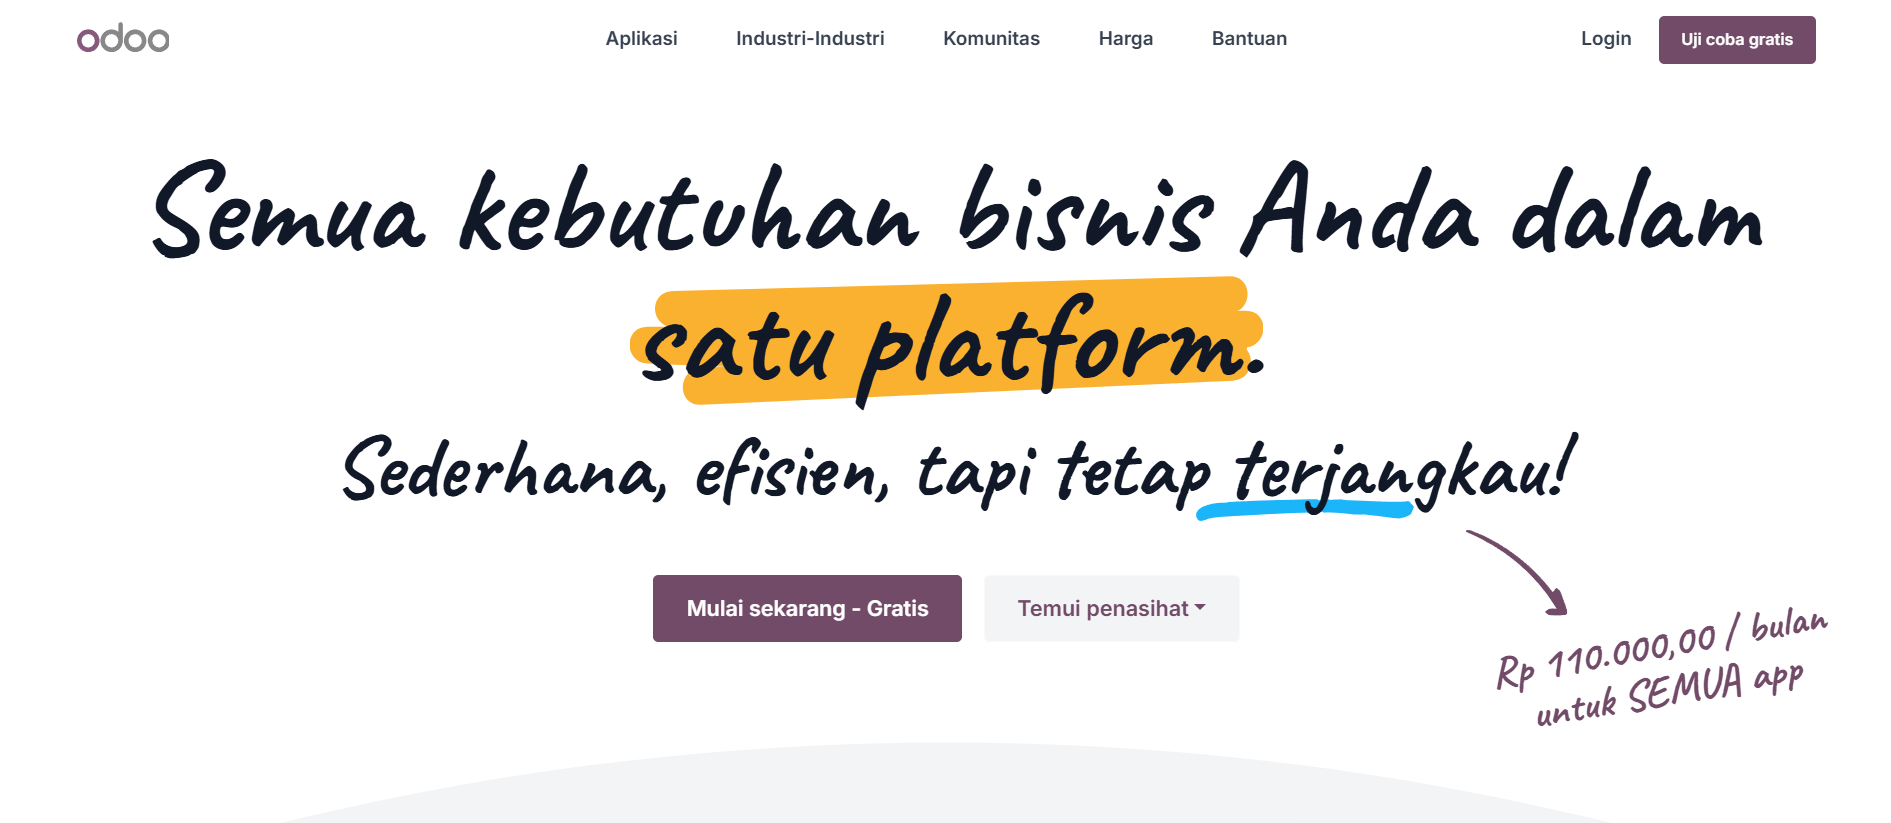 odoo
Aplikasi
Industri-Industri
Komunitas
Harga
Bantuan
Login
Uji coba gratis
Semua kebutuhan bisnis Anda dalam
satu platform.
Sederhana, efisien, tapi tetap terjangkau!
Mulai sekarang - Gratis
Temui penasihat
Rp 110.000,00 / bulan
untuk SEMUA app